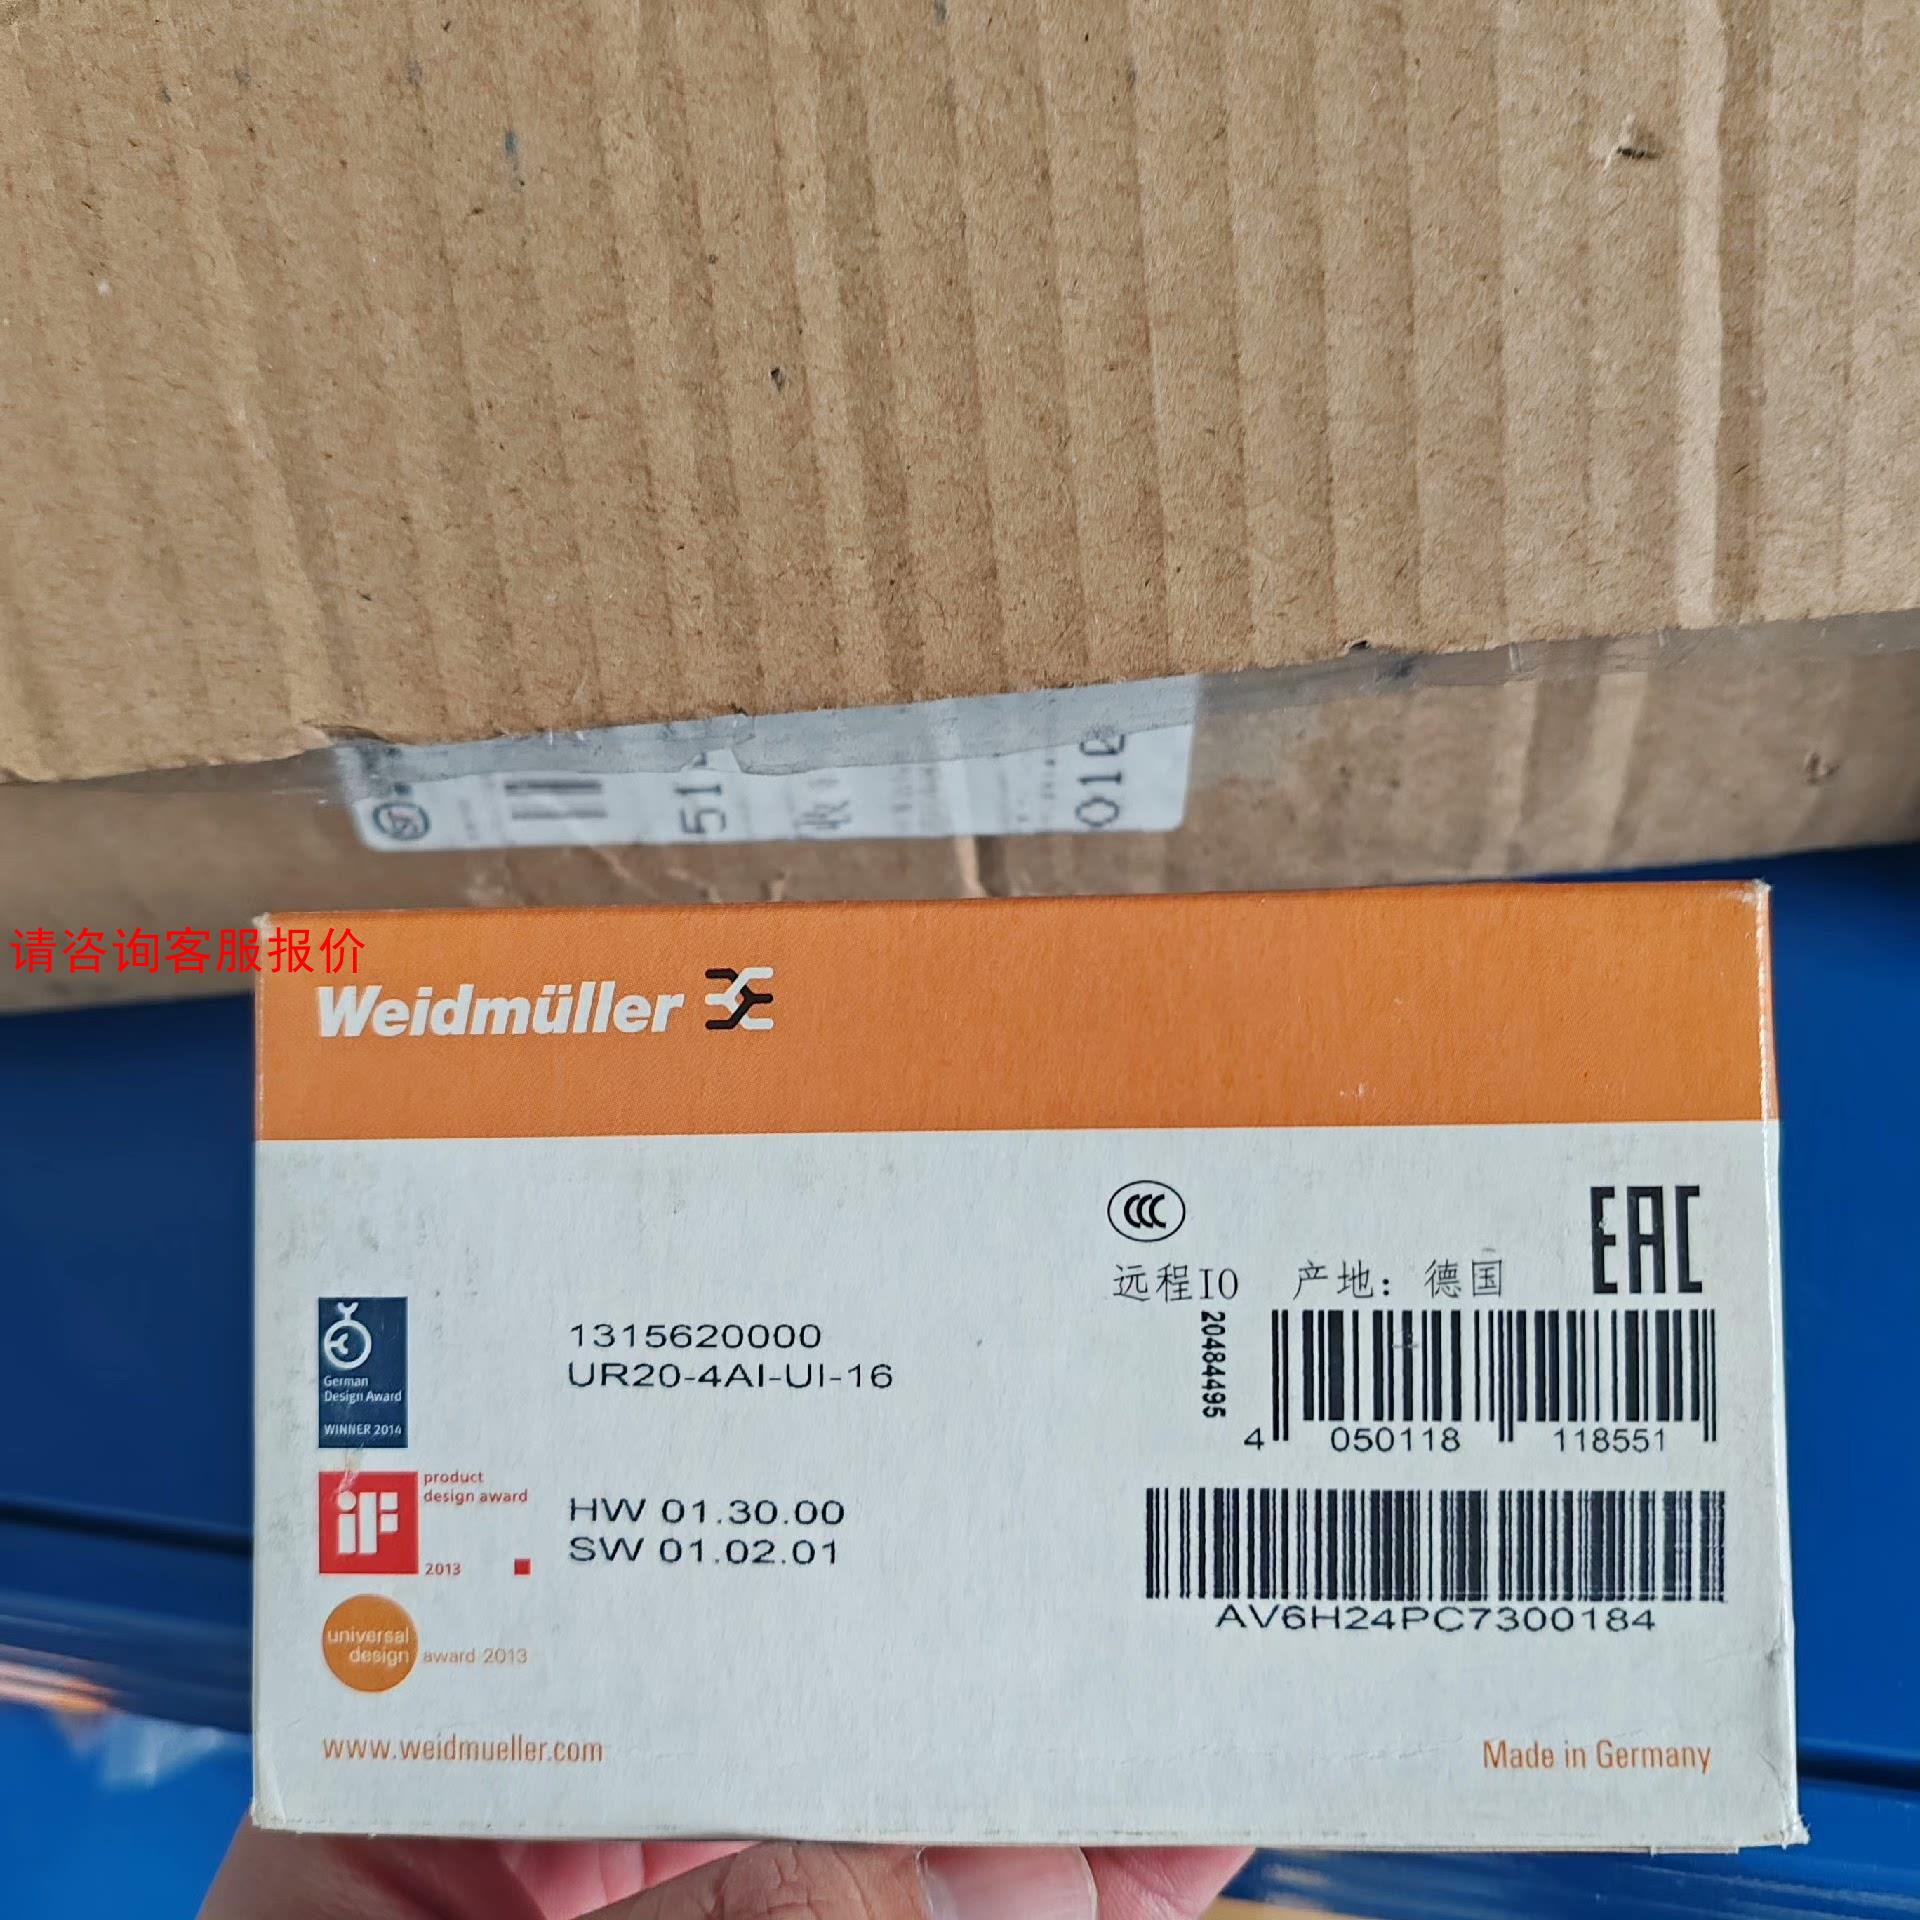 010
请咨询客服报价
Weidmüller
远程IO 产地：德国
EAC
German
Design Award
WINNER 2014
1315620000
UR20-4AI-UI-16
20484495
4 050118 118551
iF
product
design award
2013
HW 01.30.00
SW 01.02.01
AV6H24PC7300184
universal
design
award 2013
www.weidmueller.com
Made in Germany